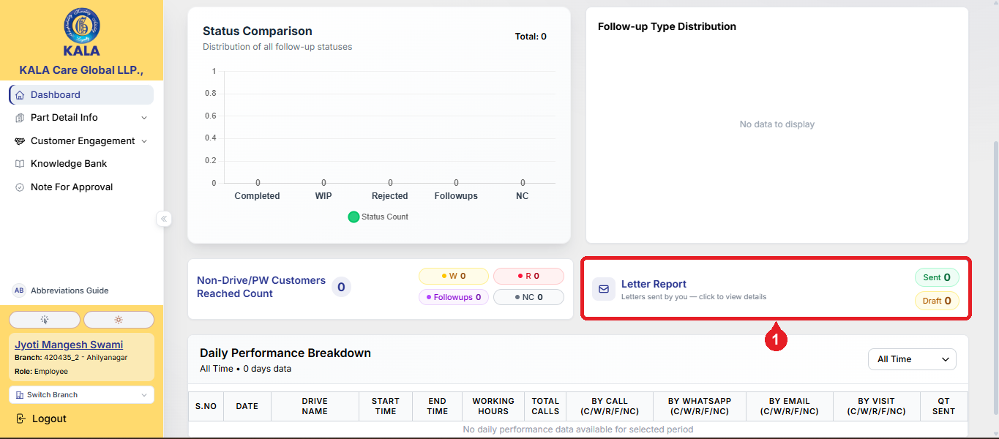 KALA
KALA Care Global LLP.,
Dashboard
Part Detail Info
Customer Engagement
Knowledge Bank
Note For Approval
AB Abbreviations Guide
Jyoti Mangesh Swami
Branch: 420435_2 - Ahilyanagar
Role: Employee
Switch Branch
Logout
Status Comparison
Distribution of all follow-up statuses
Total: 0
1
0.8
0.6
0.4
0.2
0
0 0 0 0 0
Completed WIP Rejected Followups NC
Status Count
Follow-up Type Distribution
No data to display
Non-Drive/PW Customers
Reached Count
0
W 0
R 0
Followups 0
NC 0
Letter Report
Letters sent by you — click to view details
Sent 0
Draft 0
1
Daily Performance Breakdown
All Time • 0 days data
All Time
S.NO
DATE
DRIVE
NAME
START
TIME
END
TIME
WORKING
HOURS
TOTAL
CALLS
BY CALL
(C/W/R/F/NC)
BY WHATSAPP
(C/W/R/F/NC)
BY EMAIL
(C/W/R/F/NC)
BY VISIT
(C/W/R/F/NC)
QT
SENT
No daily performance data available for selected period